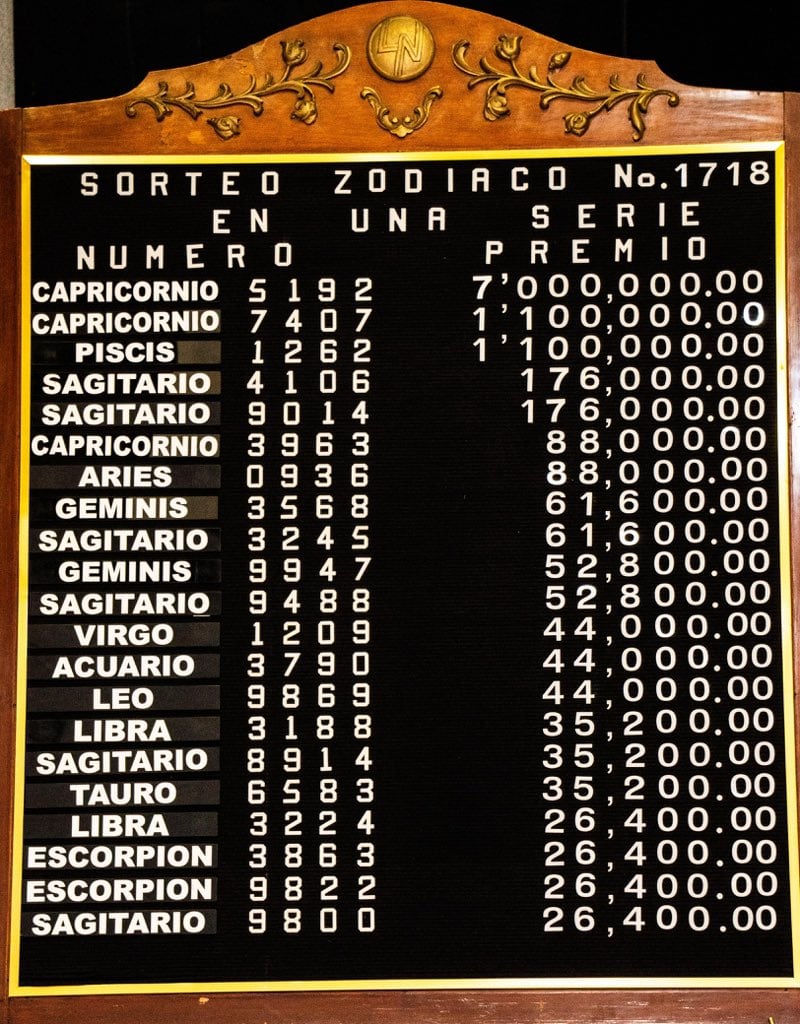 LN
SORTEO ZODIACO No.1718
EN UNA SERIE
NUMERO PREMIO
CAPRICORNIO 5192 7'000,000.00
CAPRICORNIO 7407 1'100,000.00
PISCIS 1262 1'100,000.00
SAGITARIO 4106 176,000.00
SAGITARIO 9014 176,000.00
CAPRICORNIO 3963 88,000.00
ARIES 0936 88,000.00
GEMINIS 3568 61,600.00
SAGITARIO 3245 61,600.00
GEMINIS 9947 52,800.00
SAGITARIO 9488 52,800.00
VIRGO 1209 44,000.00
ACUARIO 3790 44,000.00
LEO 9869 44,000.00
LIBRA 3188 35,200.00
SAGITARIO 8914 35,200.00
TAURO 6583 35,200.00
LIBRA 3224 26,400.00
ESCORPION 3863 26,400.00
ESCORPION 9822 26,400.00
SAGITARIO 9800 26,400.00